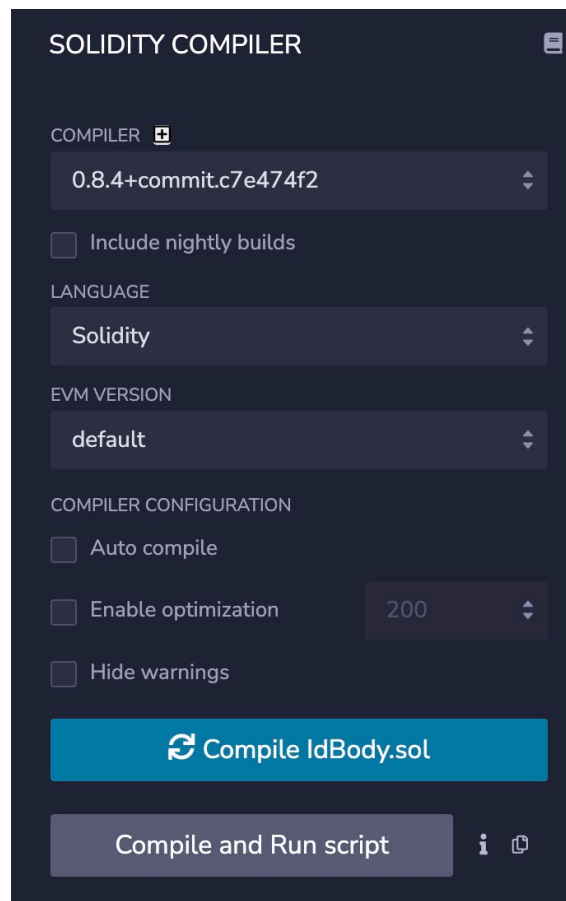 SOLIDITY COMPILER
COMPILER
0.8.4+commit.c7e474f2
Include nightly builds
LANGUAGE
Solidity
EVM VERSION
default
COMPILER CONFIGURATION
Auto compile
Enable optimization 200
Hide warnings
Compile IdBody.sol
Compile and Run script